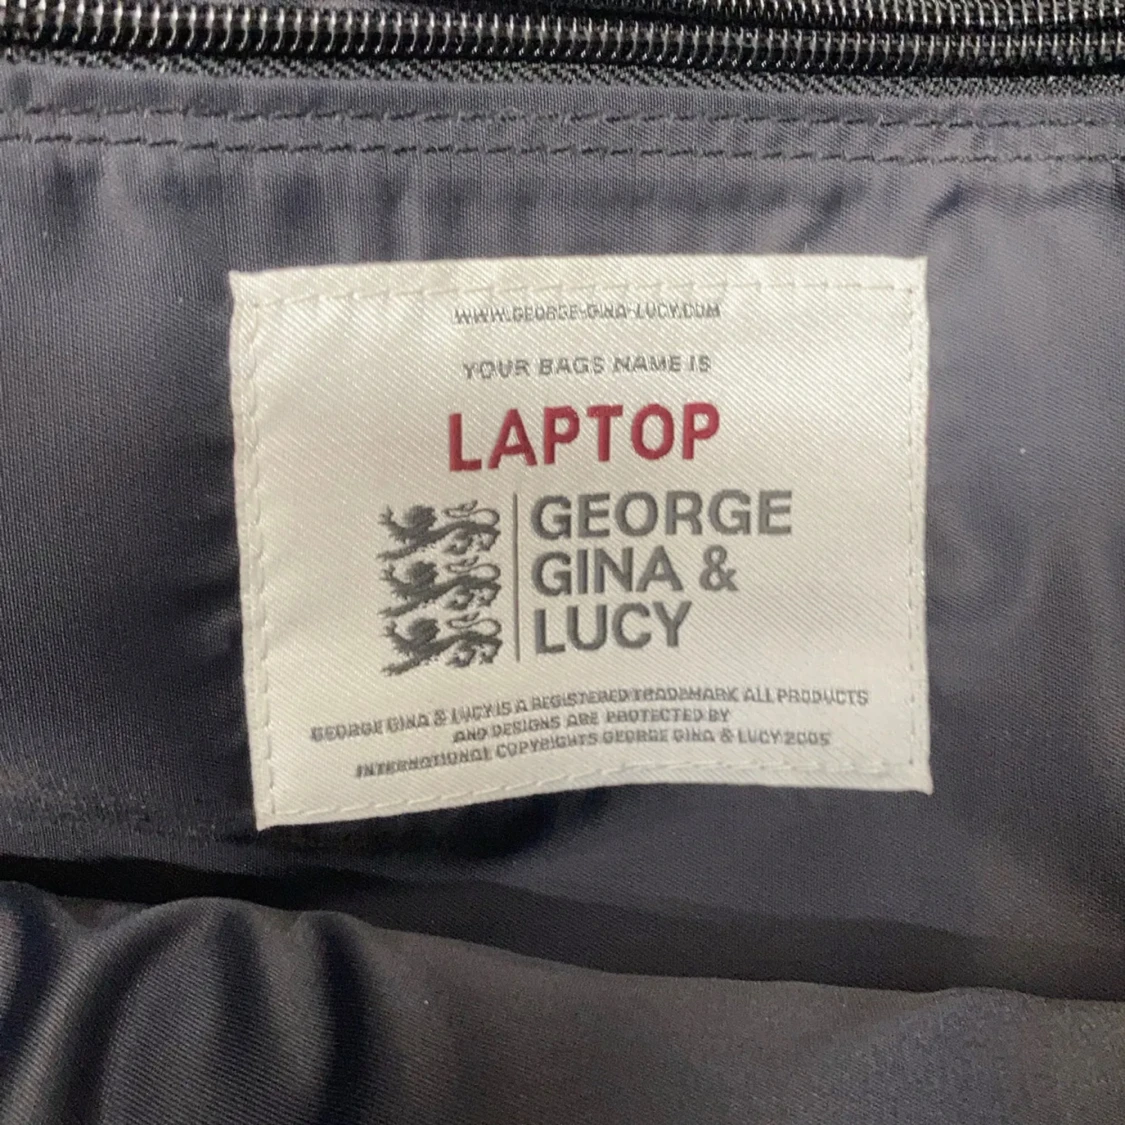 WWW.GEORGE-GINA-LUCY.COM
YOUR BAGS NAME IS
LAPTOP
GEORGE
GINA &
LUCY
GEORGE GINA & LUCY IS A REGISTERED TRADEMARK ALL PRODUCTS
AND DESIGNS ARE PROTECTED BY
INTERNATIONAL COPYRIGHTS GEORGE GINA & LUCY 2005